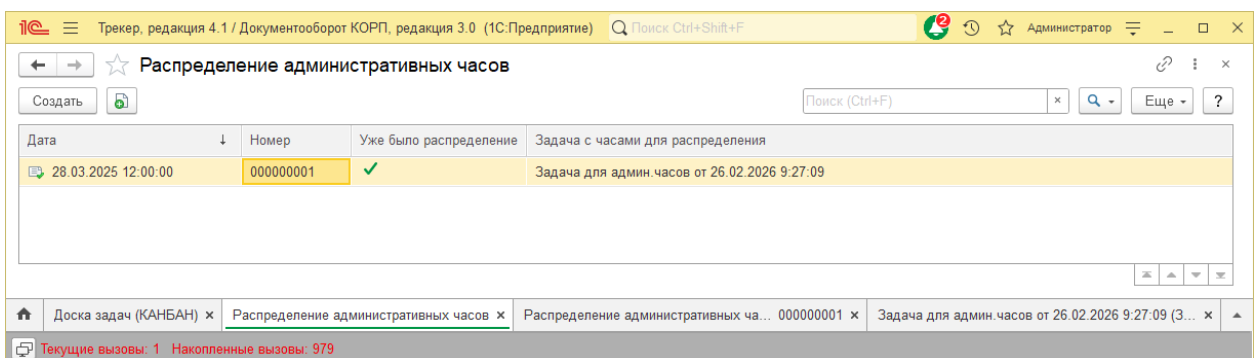 1С Трекер, редакция 4.1 / Документооборот КОРП, редакция 3.0 (1С:Предприятие) Поиск Ctrl+Shift+F 2 Администратор
Распределение административных часов
Создать Поиск (Ctrl+F) × Еще ?
Дата ↓ Номер Уже было распределение Задача с часами для распределения
28.03.2025 12:00:00 000000001 Задача для админ.часов от 26.02.2026 9:27:09
Доска задач (КАНБАН) × Распределение административных часов × Распределение административных ча... 000000001 × Задача для админ.часов от 26.02.2026 9:27:09 (З... ×
Текущие вызовы: 1 Накопленные вызовы: 979